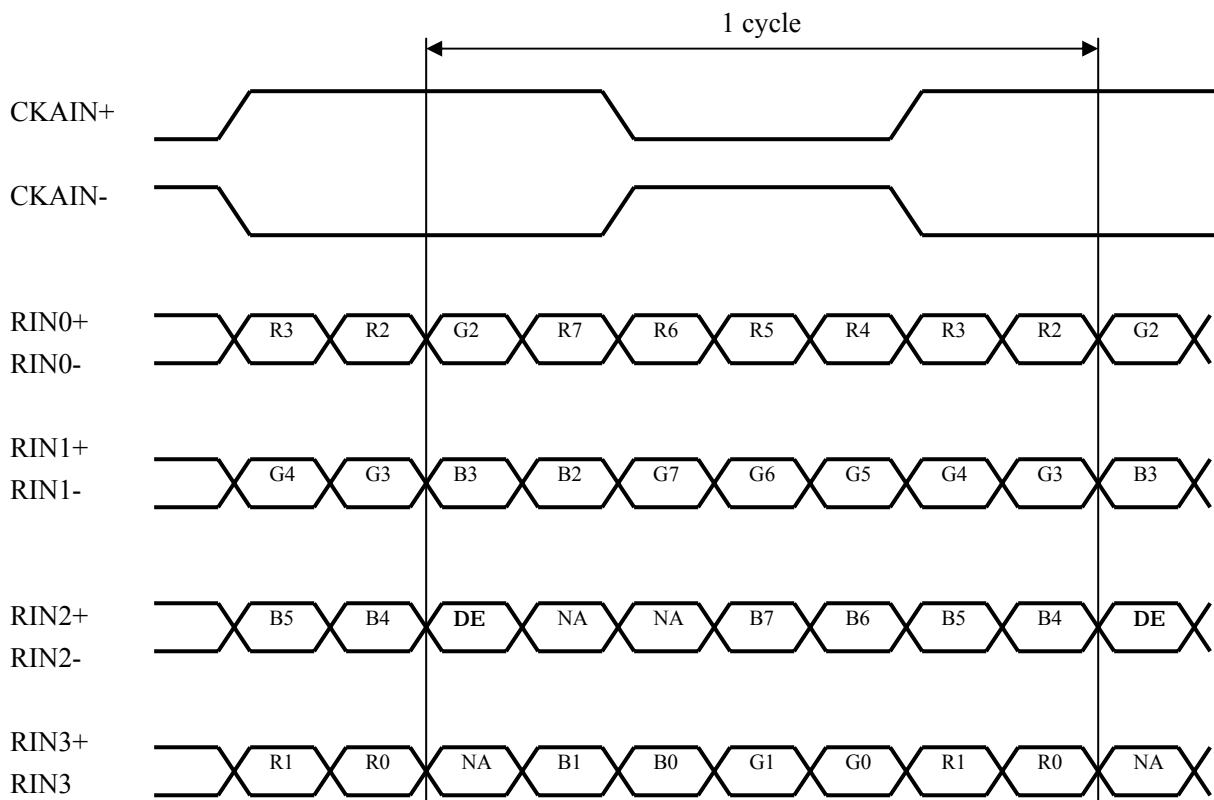 1 cycle
CKAIN+
CKAIN-
RIN0+
R3 R2 G2 R7 R6 R5 R4 R3 R2 G2
RIN0-
RIN1+
G4 G3 B3 B2 G7 G6 G5 G4 G3 B3
RIN1-
RIN2+
B5 B4 DE NA NA B7 B6 B5 B4 DE
RIN2-
RIN3+
R1 R0 NA B1 B0 G1 G0 R1 R0 NA
RIN3